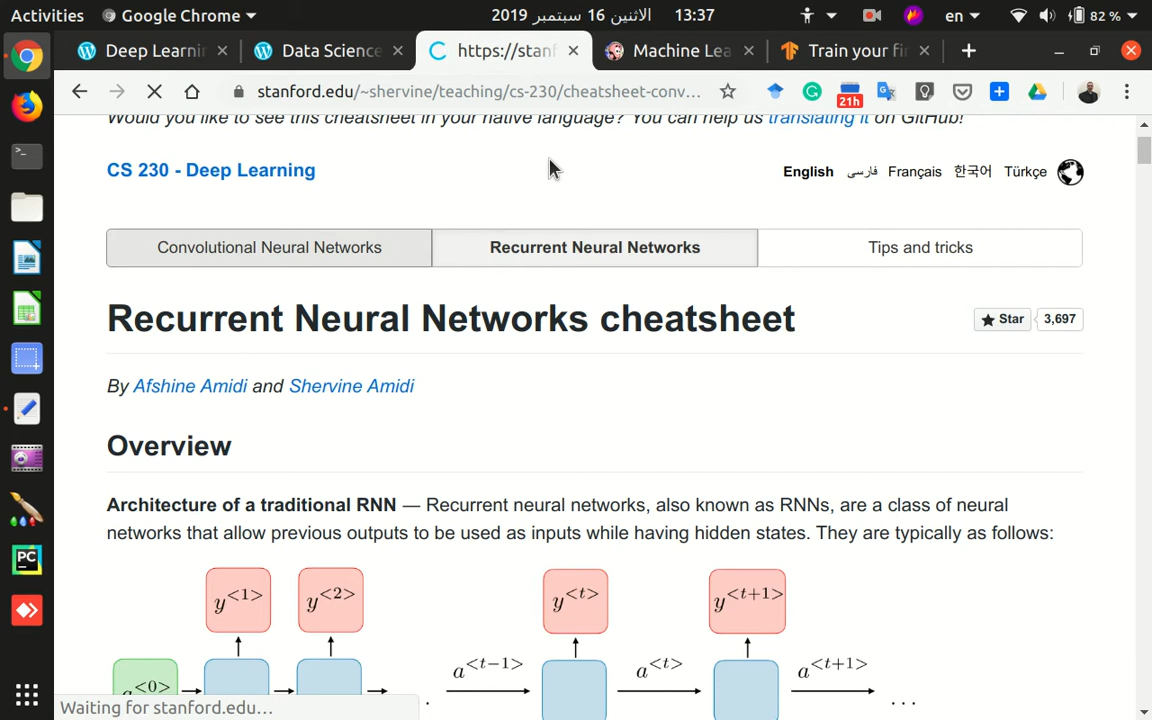 Activities Google Chrome 2019 الاثنين 16 سبتمبر 13:37 en 82 %
Deep Learnin Data Science https://stanf Machine Lea Train your fi
stanford.edu/~shervine/teaching/cs-230/cheatsheet-conv... 21h
Would you like to see this cheatsheet in your native language? You can help us translating it on GitHub!
CS 230 - Deep Learning English فارسی Français 한국어 Türkçe
Convolutional Neural Networks Recurrent Neural Networks Tips and tricks
Recurrent Neural Networks cheatsheet Star 3,697
By Afshine Amidi and Shervine Amidi
Overview
Architecture of a traditional RNN — Recurrent neural networks, also known as RNNs, are a class of neural
networks that allow previous outputs to be used as inputs while having hidden states. They are typically as follows:
y<1> y<2> y<t> y<t+1>
a<0> a<t−1> a<t> a<t+1>
PC
Waiting for stanford.edu... . . . .